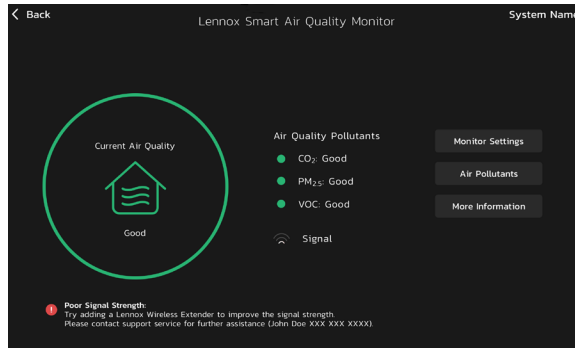 Back
Lennox Smart Air Quality Monitor
System Name
Current Air Quality
Good
Air Quality Pollutants
CO₂: Good
PM₂.₅: Good
VOC: Good
Signal
Monitor Settings
Air Pollutants
More Information
Poor Signal Strength:
Try adding a Lennox Wireless Extender to improve the signal strength.
Please contact support service for further assistance (John Doe XXX XXX XXXX).